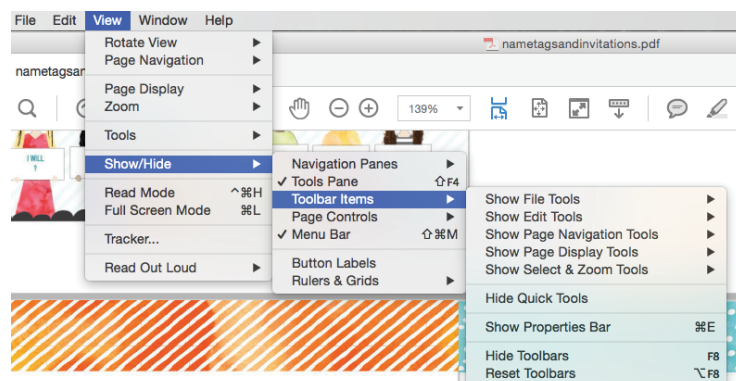 File Edit View Window Help
nametagsandinvitations.pdf
Rotate View
Page Navigation
nametagsar
Page Display
Zoom
139%
Tools
I WILL
?
Show/Hide
Read Mode ^⌘H
Full Screen Mode ⌘L
Tracker...
Read Out Loud
Navigation Panes
✓ Tools Pane ⇧F4
Toolbar Items
Page Controls
✓ Menu Bar ⇧⌘M
Button Labels
Rulers & Grids
Show File Tools
Show Edit Tools
Show Page Navigation Tools
Show Page Display Tools
Show Select & Zoom Tools
Hide Quick Tools
Show Properties Bar ⌘E
Hide Toolbars F8
Reset Toolbars ⌥F8